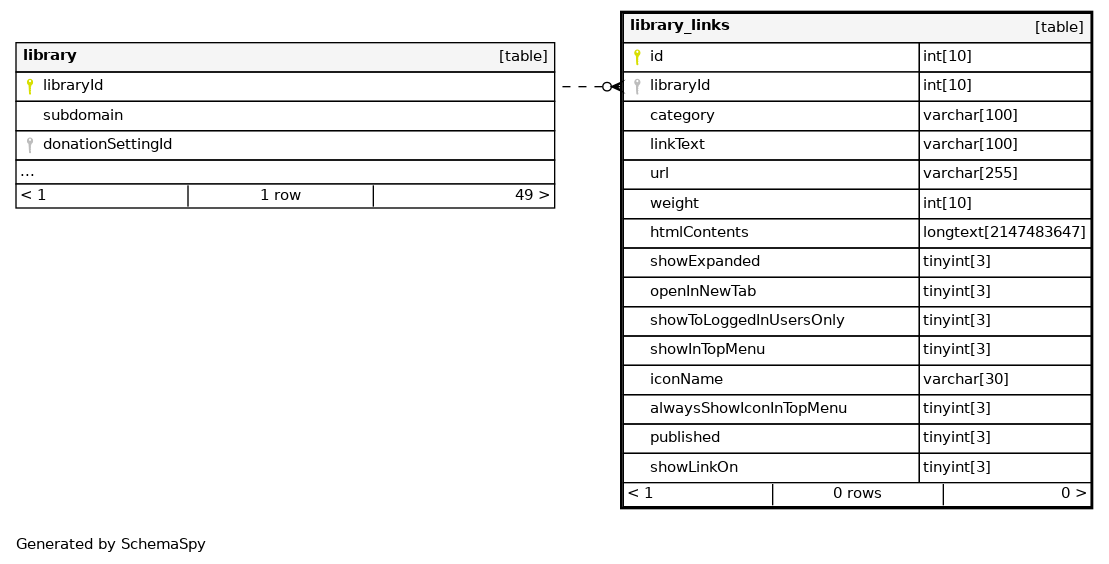 library [table]
libraryId
subdomain
donationSettingId
...
< 1 1 row 49 >
library_links [table]
id int[10]
libraryId int[10]
category varchar[100]
linkText varchar[100]
url varchar[255]
weight int[10]
htmlContents longtext[2147483647]
showExpanded tinyint[3]
openInNewTab tinyint[3]
showToLoggedInUsersOnly tinyint[3]
showInTopMenu tinyint[3]
iconName varchar[30]
alwaysShowIconInTopMenu tinyint[3]
published tinyint[3]
showLinkOn tinyint[3]
< 1 0 rows 0 >
Generated by SchemaSpy